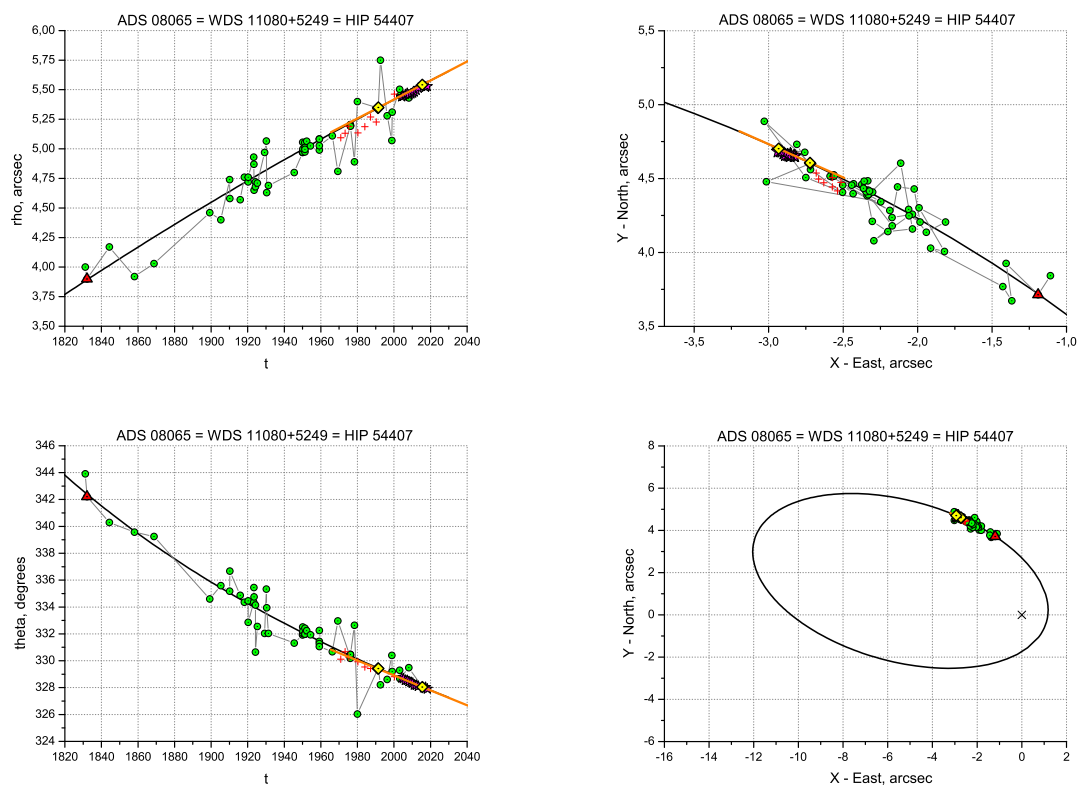 ADS 08065 = WDS 11080+5249 = HIP 54407
6,00
5,75
5,50
5,25
5,00
4,75
4,50
4,25
4,00
3,75
3,50
rho, arcsec
1820 1840 1860 1880 1900 1920 1940 1960 1980 2000 2020 2040
t
ADS 08065 = WDS 11080+5249 = HIP 54407
5,5
5,0
4,5
4,0
3,5
Y - North, arcsec
-3,5 -3,0 -2,5 -2,0 -1,5 -1,0
X - East, arcsec
ADS 08065 = WDS 11080+5249 = HIP 54407
346
344
342
340
338
336
334
332
330
328
326
324
theta, degrees
1820 1840 1860 1880 1900 1920 1940 1960 1980 2000 2020 2040
t
ADS 08065 = WDS 11080+5249 = HIP 54407
8
6
4
2
0
-2
-4
-6
Y - North, arcsec
-16 -14 -12 -10 -8 -6 -4 -2 0 2
X - East, arcsec